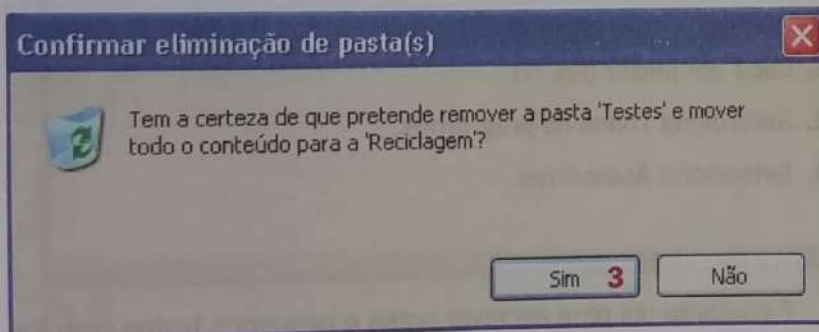 Confirmar eliminação de pasta(s)
Tem a certeza de que pretende remover a pasta 'Testes' e mover
todo o conteúdo para a 'Reciclagem'?
Sim 3
Não